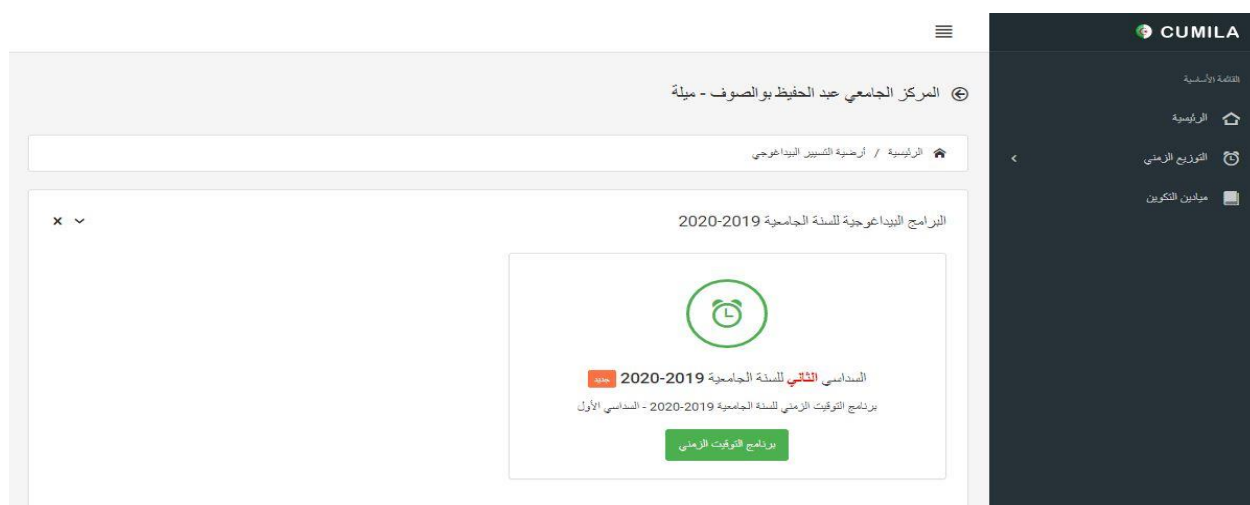 CUMILA
القائمة الأساسية
الرئيسية
التوزيع الزمني
ميادين التكوين
المركز الجامعي عبد الحفيظ بوالصوف - ميلة
الرئيسية / أرضية التسيير البيداغوجي
البرامج البيداغوجية للسنة الجامعية 2019-2020
السداسي الثاني للسنة الجامعية 2019-2020 جديد
برنامج التوقيت الزمني للسنة الجامعية 2019-2020 - السداسي الأول
برنامج التوقيت الزمني